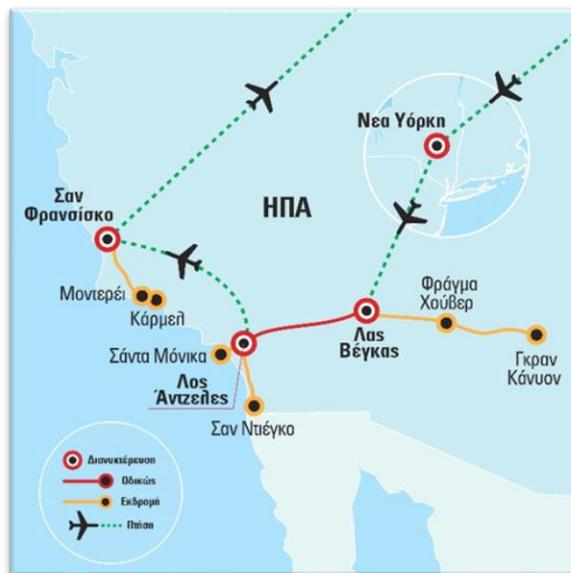 Νεα Υόρκη
Σαν
Φρανσίσκο
ΗΠΑ
Μοντερέι
Κάρμελ
Φράγμα
Χούβερ
Λας
Βέγκας
Γκραν
Κάνυον
Σάντα Μόνικα
Λος
Άντζελες
Σαν Ντιέγκο
Διανυκτέρευση
Οδικώς
Εκδρομή
Πτήση